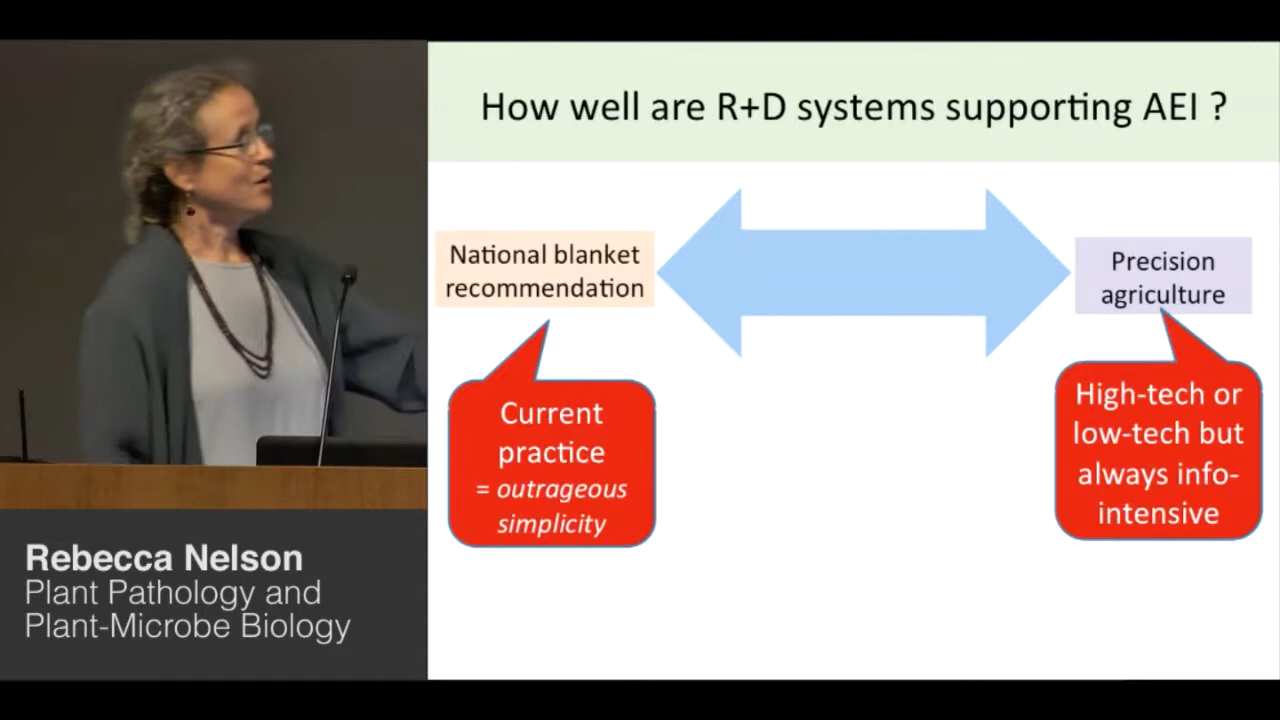 How well are R+D systems supporting AEI ?
National blanket
recommendation
Precision
agriculture
Current
practice
= outrageous
simplicity
High-tech or
low-tech but
always info-
intensive
Rebecca Nelson
Plant Pathology and
Plant-Microbe Biology